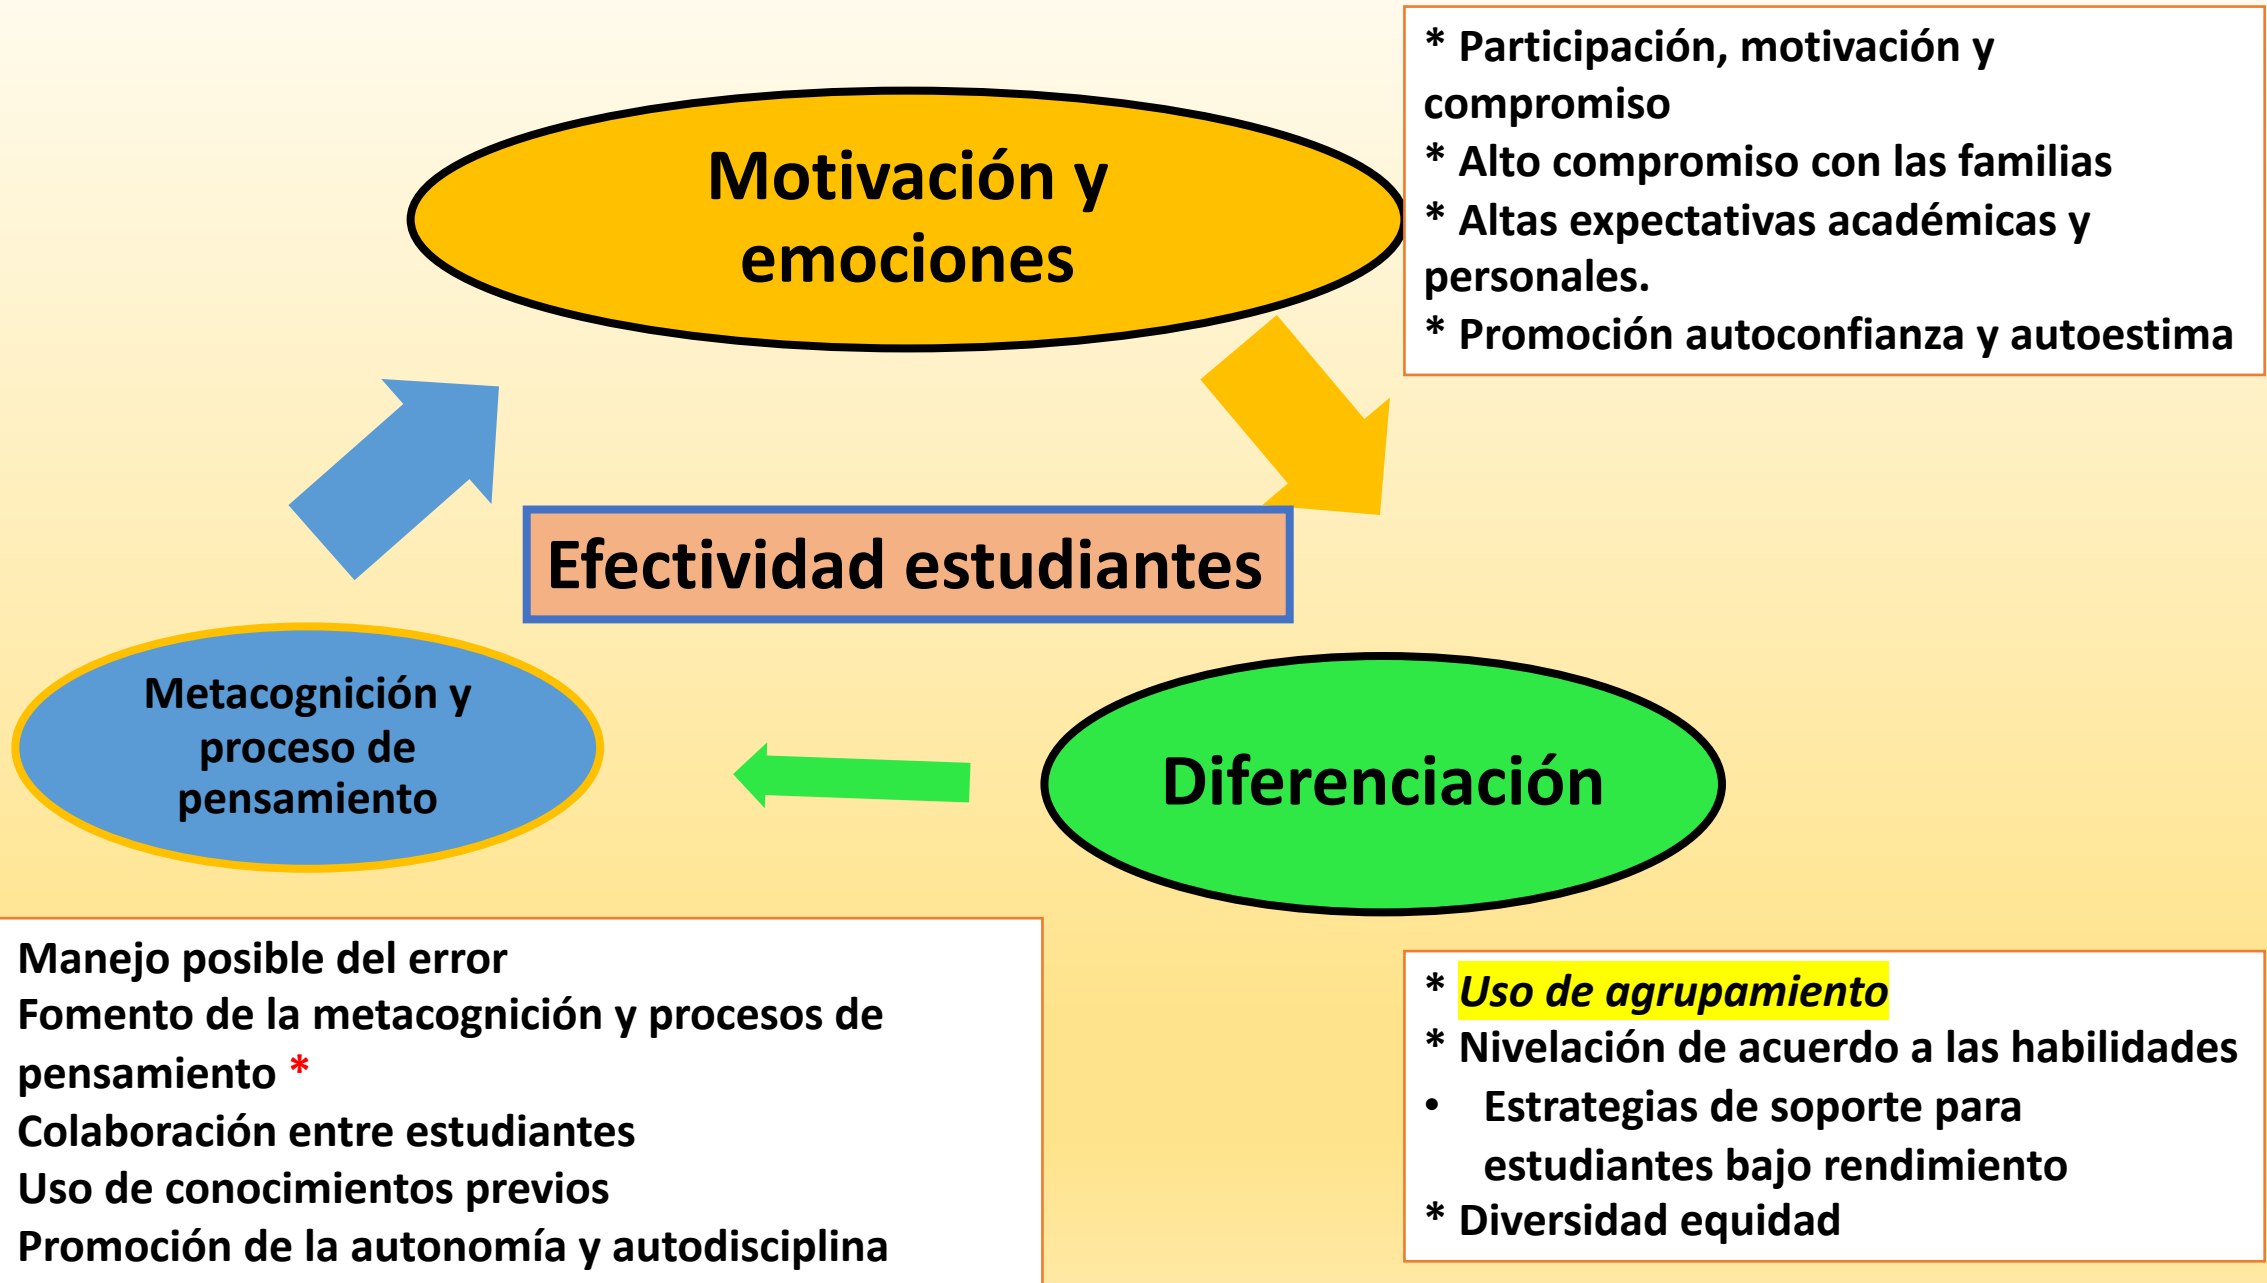 Motivación y
emociones
* Participación, motivación y
compromiso
* Alto compromiso con las familias
* Altas expectativas académicas y
personales.
* Promoción autoconfianza y autoestima
Efectividad estudiantes
Metacognición y
proceso de
pensamiento
Diferenciación
Manejo posible del error
Fomento de la metacognición y procesos de
pensamiento *
Colaboración entre estudiantes
Uso de conocimientos previos
Promoción de la autonomía y autodisciplina
* Uso de agrupamiento
* Nivelación de acuerdo a las habilidades
• Estrategias de soporte para
estudiantes bajo rendimiento
* Diversidad equidad